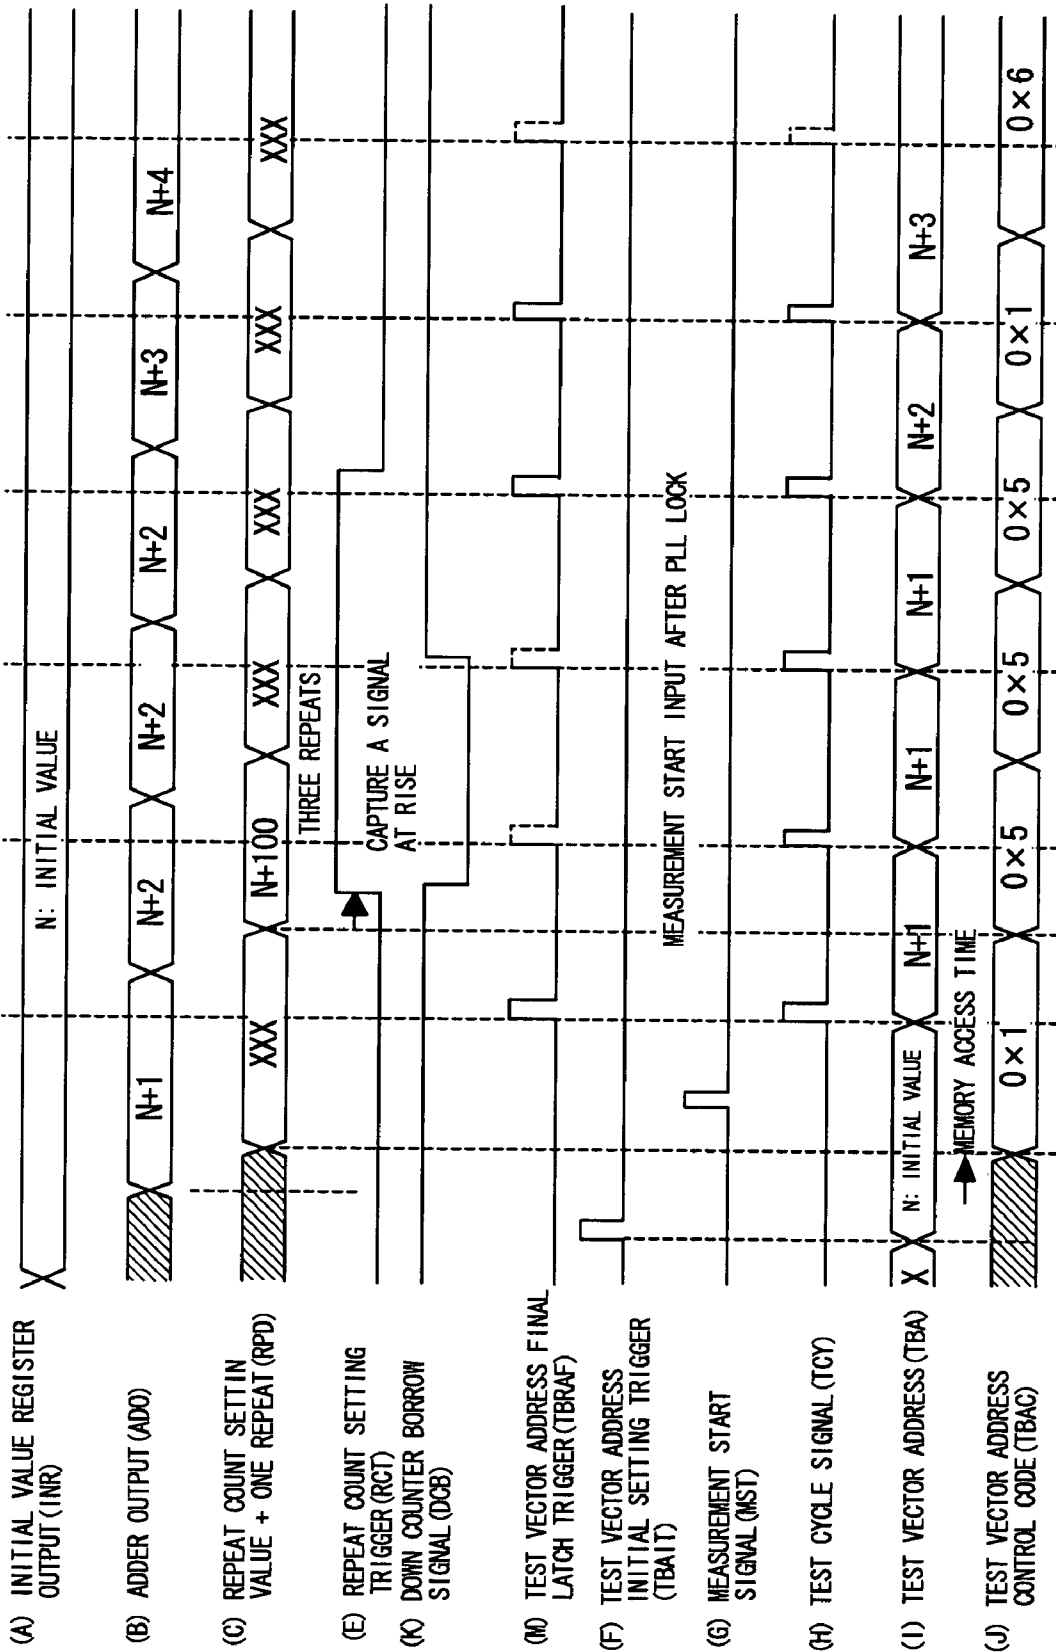 (A) INITIAL VALUE REGISTER
OUTPUT (INR)
N: INITIAL VALUE
(B) ADDER OUTPUT (ADO)
N+1
N+2
N+2
N+2
N+3
N+4
(C) REPEAT COUNT SETTIN
VALUE + ONE REPEAT (RPD)
XXX
N+100
XXX
XXX
XXX
XXX
(E) REPEAT COUNT SETTING
TRIGGER (RCT)
THREE REPEATS
(K) DOWN COUNTER BORROW
SIGNAL (DCB)
CAPTURE A SIGNAL
AT RISE
(M) TEST VECTOR ADDRESS FINAL
LATCH TRIGGER (TBRAF)
(F) TEST VECTOR ADDRESS
INITIAL SETTING TRIGGER
(TBAIT)
MEASUREMENT START INPUT AFTER PLL LOCK
(G) MEASUREMENT START
SIGNAL (MST)
(H) TEST CYCLE SIGNAL (TCY)
(I) TEST VECTOR ADDRESS (TBA)
X
N: INITIAL VALUE
N+1
N+1
N+1
N+2
N+3
MEMORY ACCESS TIME
(J) TEST VECTOR ADDRESS
CONTROL CODE (TBAC)
0×1
0×5
0×5
0×5
0×1
0×6